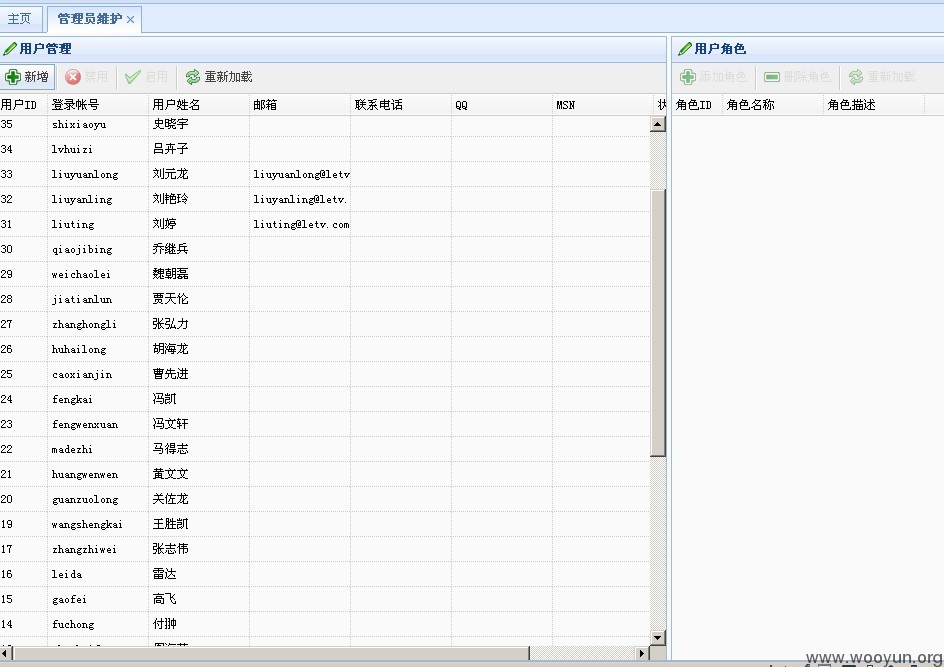 主页 管理员维护 ×
用户管理 用户角色
新增 禁用 启用 重新加载 添加角色 删除角色 重新加载
用户ID 登录帐号 用户姓名 邮箱 联系电话 QQ MSN 角色ID 角色名称 角色描述
35 shixiaoyu 史晓宇
34 lvhuizi 吕卉子
33 liuyuanlong 刘元龙 liuyuanlong@letv
32 liuyanling 刘艳玲 liuyanling@letv.
31 liuting 刘婷 liuting@letv.com
30 qiaojibing 乔继兵
29 weichaolei 魏朝磊
28 jiatianlun 贾天伦
27 zhanghongli 张弘力
26 huhailong 胡海龙
25 caoxianjin 曹先进
24 fengkai 冯凯
23 fengwenxuan 冯文轩
22 madezhi 马得志
21 huangwenwen 黄文文
20 guanzuolong 关佐龙
19 wangshengkai 王胜凯
17 zhangzhiwei 张志伟
16 leida 雷达
15 gaofei 高飞
14 fuchong 付翀
www.wooyun.org